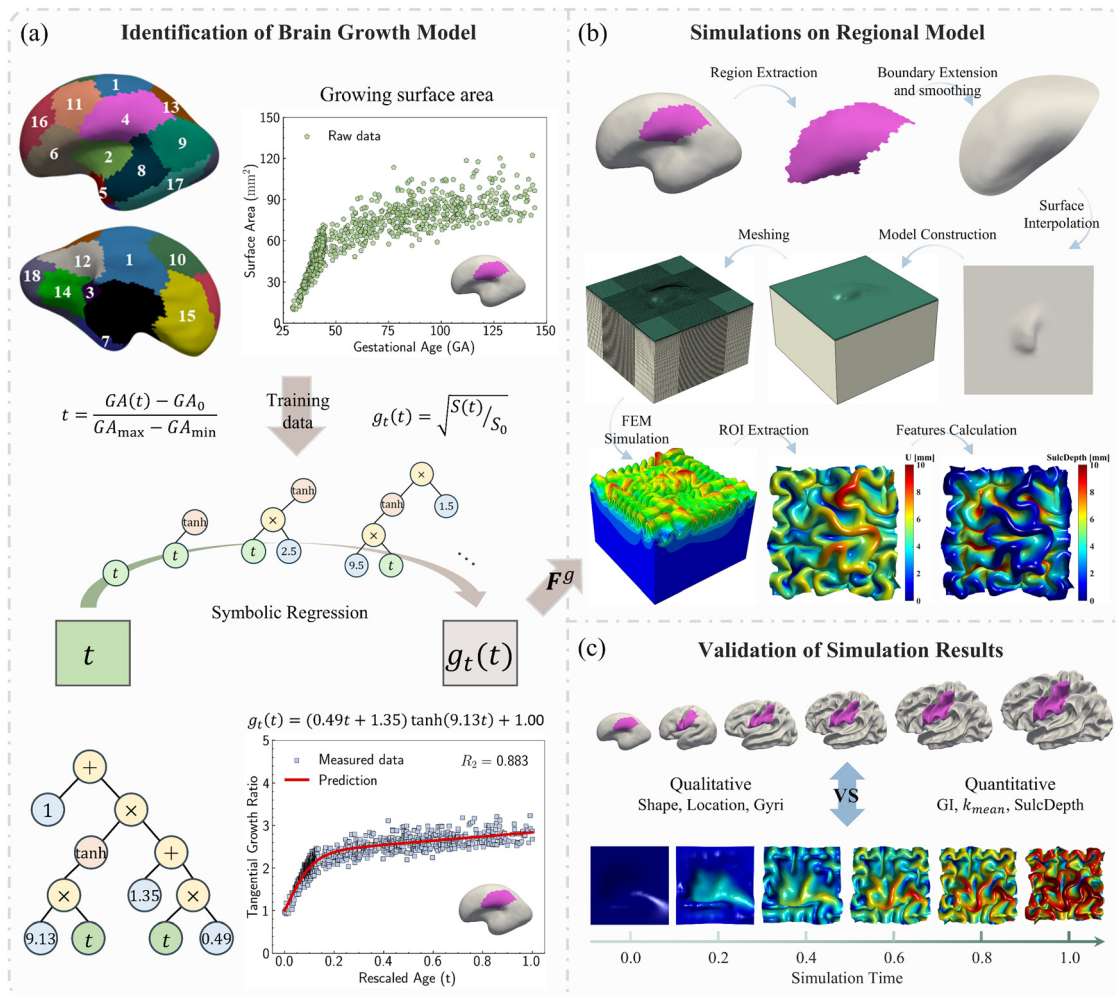 (a) Identification of Brain Growth Model
1
11
13
16
4
9
6
2
8
17
5
12
1
10
18
14
3
15
7
Growing surface area
Raw data
150
120
90
60
30
0
Surface Area (mm²)
25 50 75 100 125 150
Gestational Age (GA)
t = (GA(t) − GA₀) / (GA_max − GA_min)
Training
data
g_t(t) = √(S(t)/S₀)
t
tanh
t
tanh
×
t
2.5
×
tanh
1.5
×
9.5
t
...
Symbolic Regression
t
g_t(t)
F^g
g_t(t) = (0.49t + 1.35) tanh(9.13t) + 1.00
+
1
×
tanh
+
×
1.35
×
9.13
t
t
0.49
Measured data
Prediction
R₂ = 0.883
5
4
3
2
1
0
Tangential Growth Ratio
0.0 0.2 0.4 0.6 0.8 1.0
Rescaled Age (t)
(b) Simulations on Regional Model
Region Extraction
Boundary Extension
and smoothing
Surface
Interpolation
Model Construction
Meshing
FEM
Simulation
ROI Extraction
Features Calculation
U [mm]
10
8
6
4
2
0
SulcDepth [mm]
10
8
6
4
2
0
(c) Validation of Simulation Results
Qualitative
Shape, Location, Gyri
VS
Quantitative
GI, k_mean, SulcDepth
0.0 0.2 0.4 0.6 0.8 1.0
Simulation Time